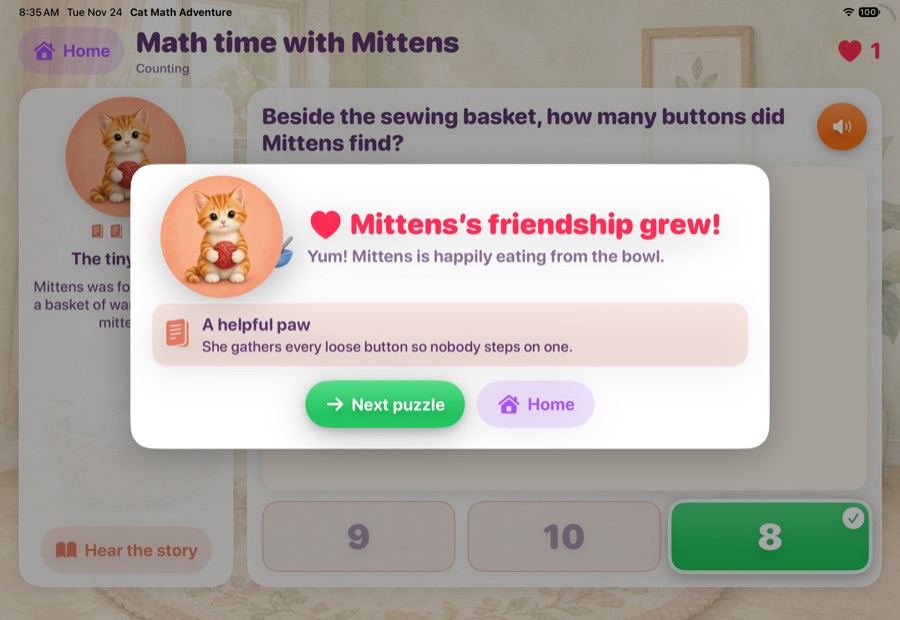 8:35 AM Tue Nov 24 Cat Math Adventure
100
Home
Math time with Mittens
Counting
1
Beside the sewing basket, how many buttons did
Mittens find?
The tiny
Mittens was
a basket of
Mittens's friendship grew!
Yum! Mittens is happily eating from the bowl.
A helpful paw
She gathers every loose button so nobody steps on one.
Next puzzle
Home
Hear the story
9
10
8